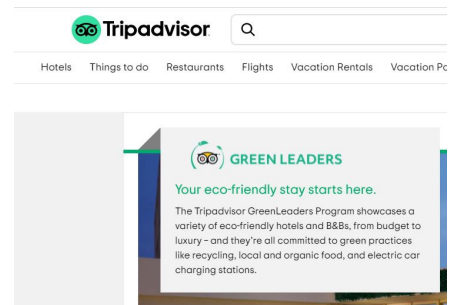 Tripadvisor
Hotels Things to do Restaurants Flights Vacation Rentals Vacation
GREEN LEADERS
Your eco-friendly stay starts here.
The Tripadvisor GreenLeaders Program showcases a
variety of eco-friendly hotels and B&Bs, from budget to
luxury – and they're all committed to green practices
like recycling, local and organic food, and electric car
charging stations.